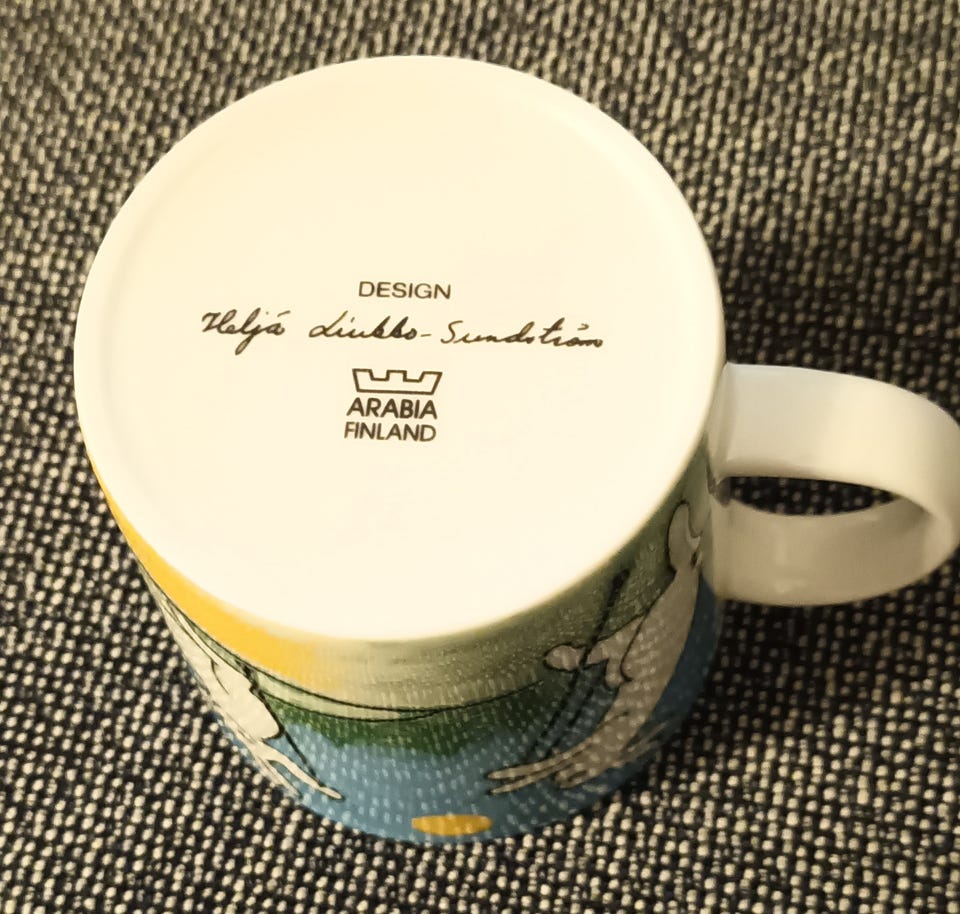 DESIGN
Heljä Liukko-Sundström
ARABIA
FINLAND